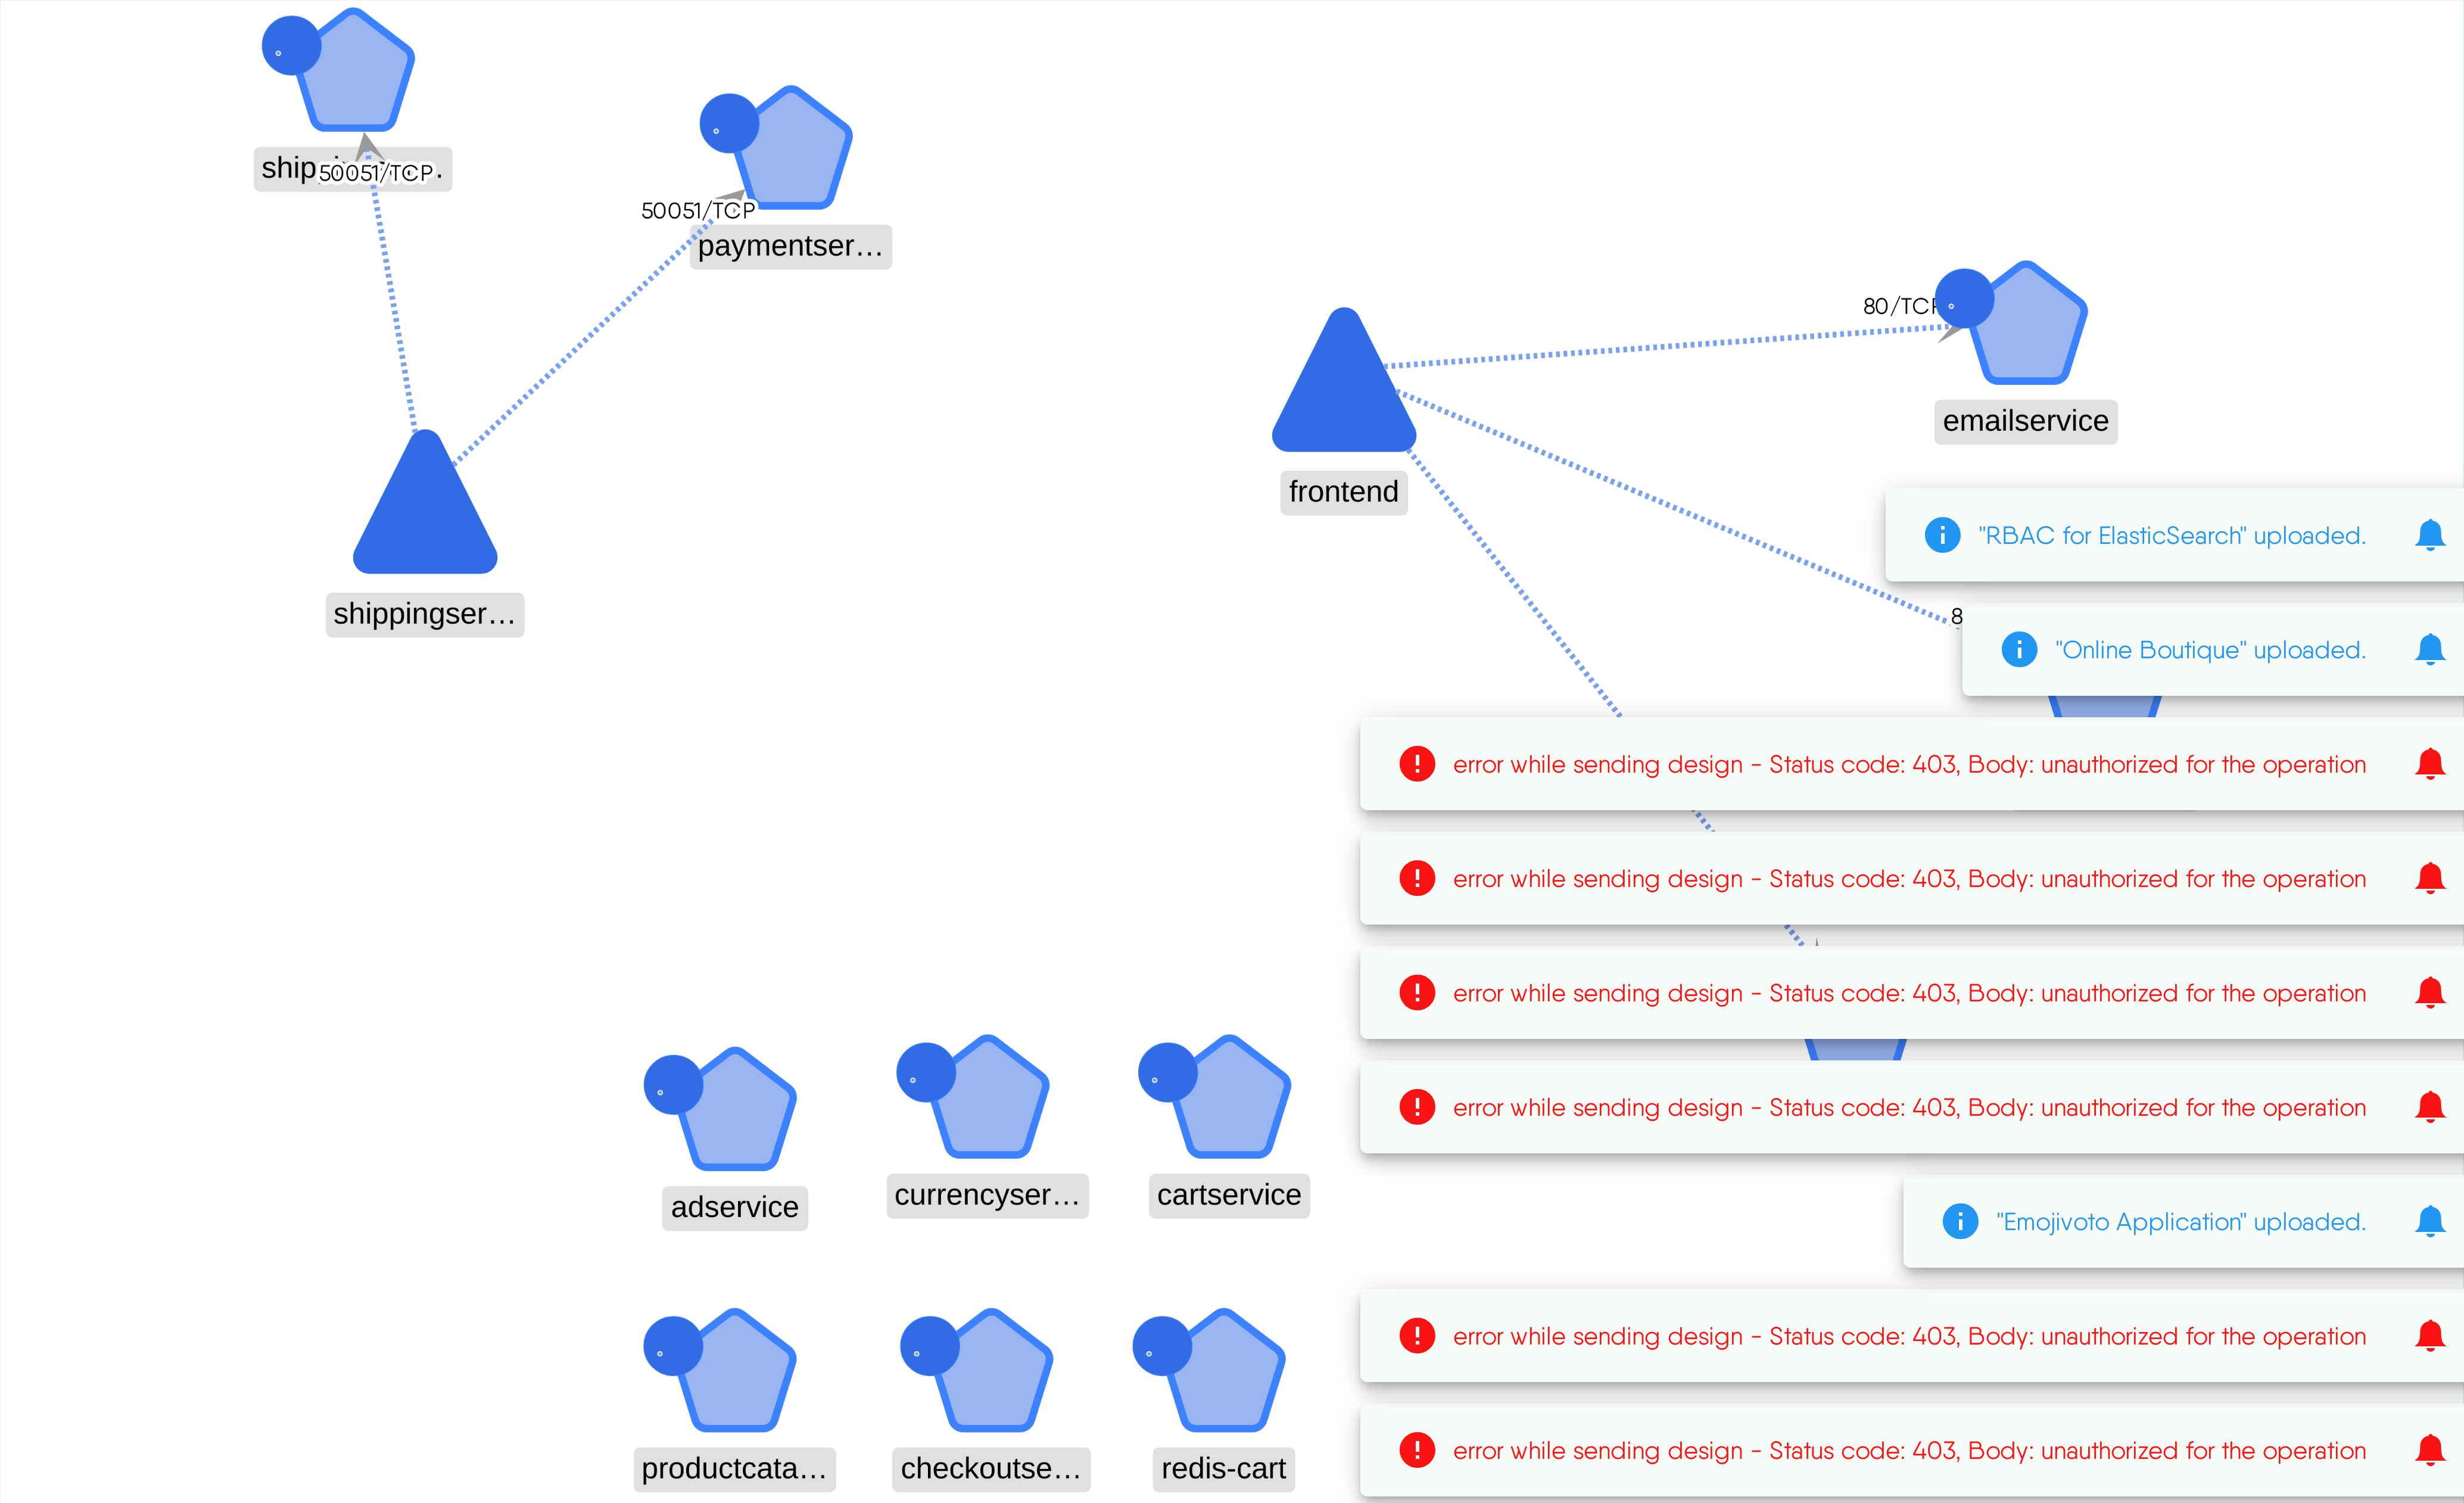 50051/TCP
50051/TCP
paymentser...
80/TCP
emailservice
frontend
"RBAC for ElasticSearch" uploaded.
shippingser...
8
"Online Boutique" uploaded.
error while sending design - Status code: 403, Body: unauthorized for the operation
error while sending design - Status code: 403, Body: unauthorized for the operation
error while sending design - Status code: 403, Body: unauthorized for the operation
error while sending design - Status code: 403, Body: unauthorized for the operation
adservice
currencyser...
cartservice
"Emojivoto Application" uploaded.
error while sending design - Status code: 403, Body: unauthorized for the operation
error while sending design - Status code: 403, Body: unauthorized for the operation
productcata...
checkoutse...
redis-cart